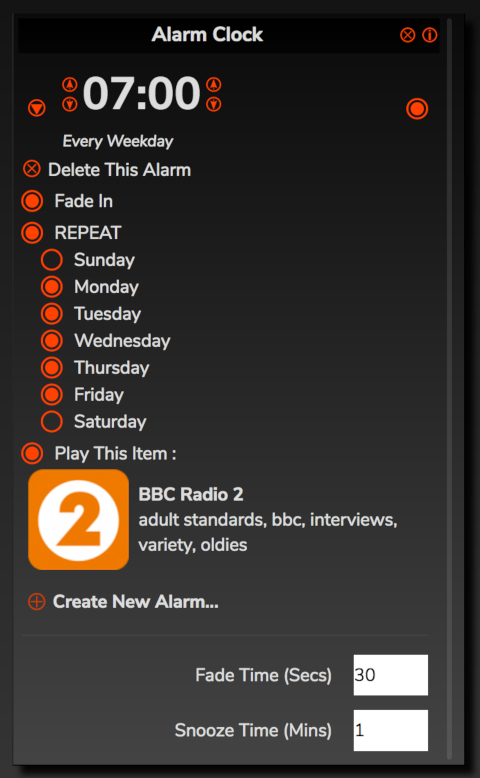 Alarm Clock
07:00
Every Weekday
Delete This Alarm
Fade In
REPEAT
Sunday
Monday
Tuesday
Wednesday
Thursday
Friday
Saturday
Play This Item :
2
BBC Radio 2
adult standards, bbc, interviews,
variety, oldies
Create New Alarm...
Fade Time (Secs) 30
Snooze Time (Mins) 1